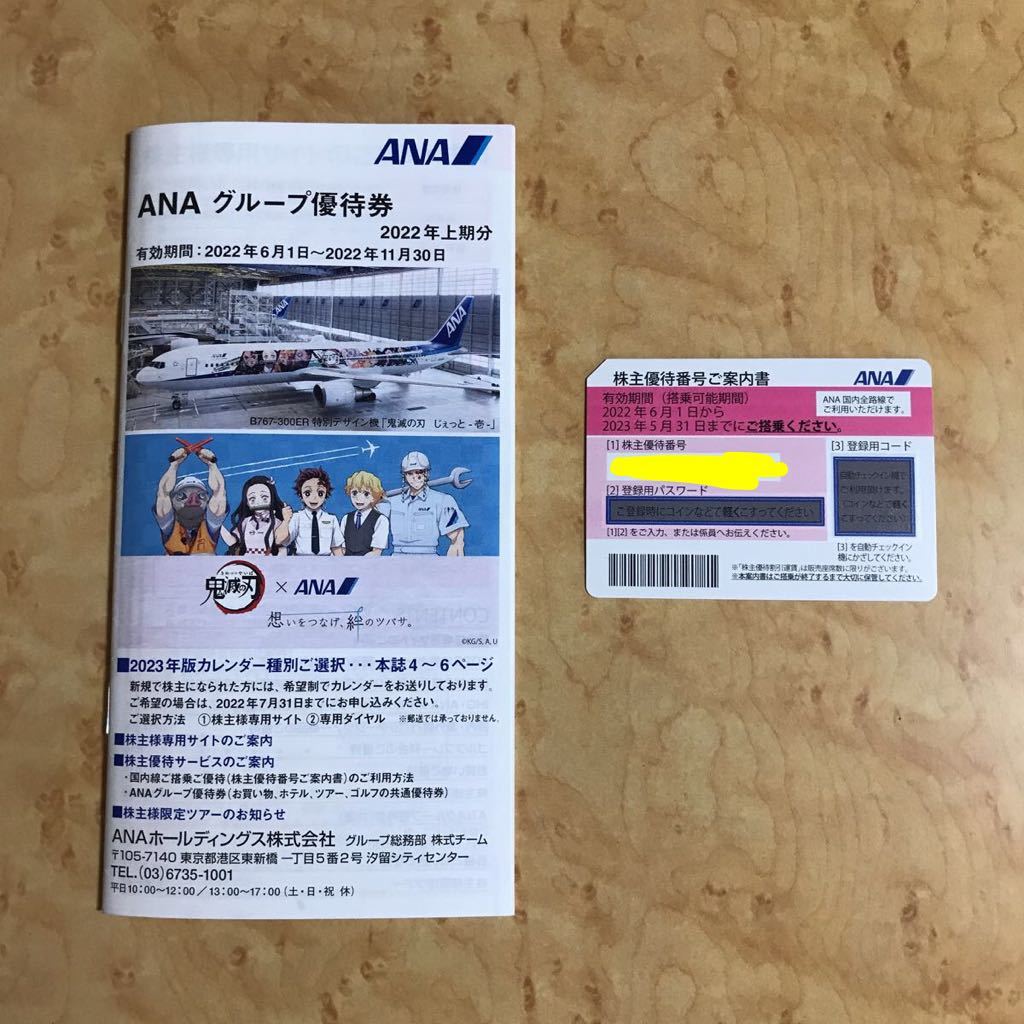 ANA
ANA グループ優待券
2022年上期分
有効期間：2022年6月1日～2022年11月30日
ANA
ANA
B767-300ER 特別デザイン機「鬼滅の刃 じぇっと -壱-」
きめつのやいば
鬼滅の刃 × ANA
想いをつなげ、絆のツバサ。
©KG/S, A, U
■2023年版カレンダー種別ご選択・・・本誌4～6ページ
新規で株主になられた方には、希望制でカレンダーをお送りしております。
ご希望の場合は、2022年7月31日までにお申し込みください。
ご選択方法 ①株主様専用サイト ②専用ダイヤル ※郵送では承っておりません。
■株主様専用サイトのご案内
■株主優待サービスのご案内
・国内線ご搭乗ご優待（株主優待番号ご案内書）のご利用方法
・ANAグループ優待券（お買い物、ホテル、ツアー、ゴルフの共通優待券）
■株主様限定ツアーのお知らせ
ANAホールディングス株式会社 グループ総務部 株式チーム
〒105-7140 東京都港区東新橋一丁目5番2号 汐留シティセンター
TEL.（03）6735-1001
平日10：00～12：00／13：00～17：00（土・日・祝 休）
株主優待番号ご案内書
ANA
有効期間（搭乗可能期間）
2022年6月1日から
2023年5月31日までにご搭乗ください。
ANA国内全路線で
ご利用いただけます。
[1] 株主優待番号
[2] 登録用パスワード
ご登録時にコインなどで軽くこすってください
[1][2] をご入力、または係員へお伝えください。
[3] 登録用コード
自動チェックイン機で
ご利用頂けます。
コインなどで軽く
こすってください
[3] を自動チェックイン
機にかざしてください。
※「株主優待割引運賃」は販売座席数に限りがございます。
※本案内書はご搭乗が終了するまで大切に保管してください。